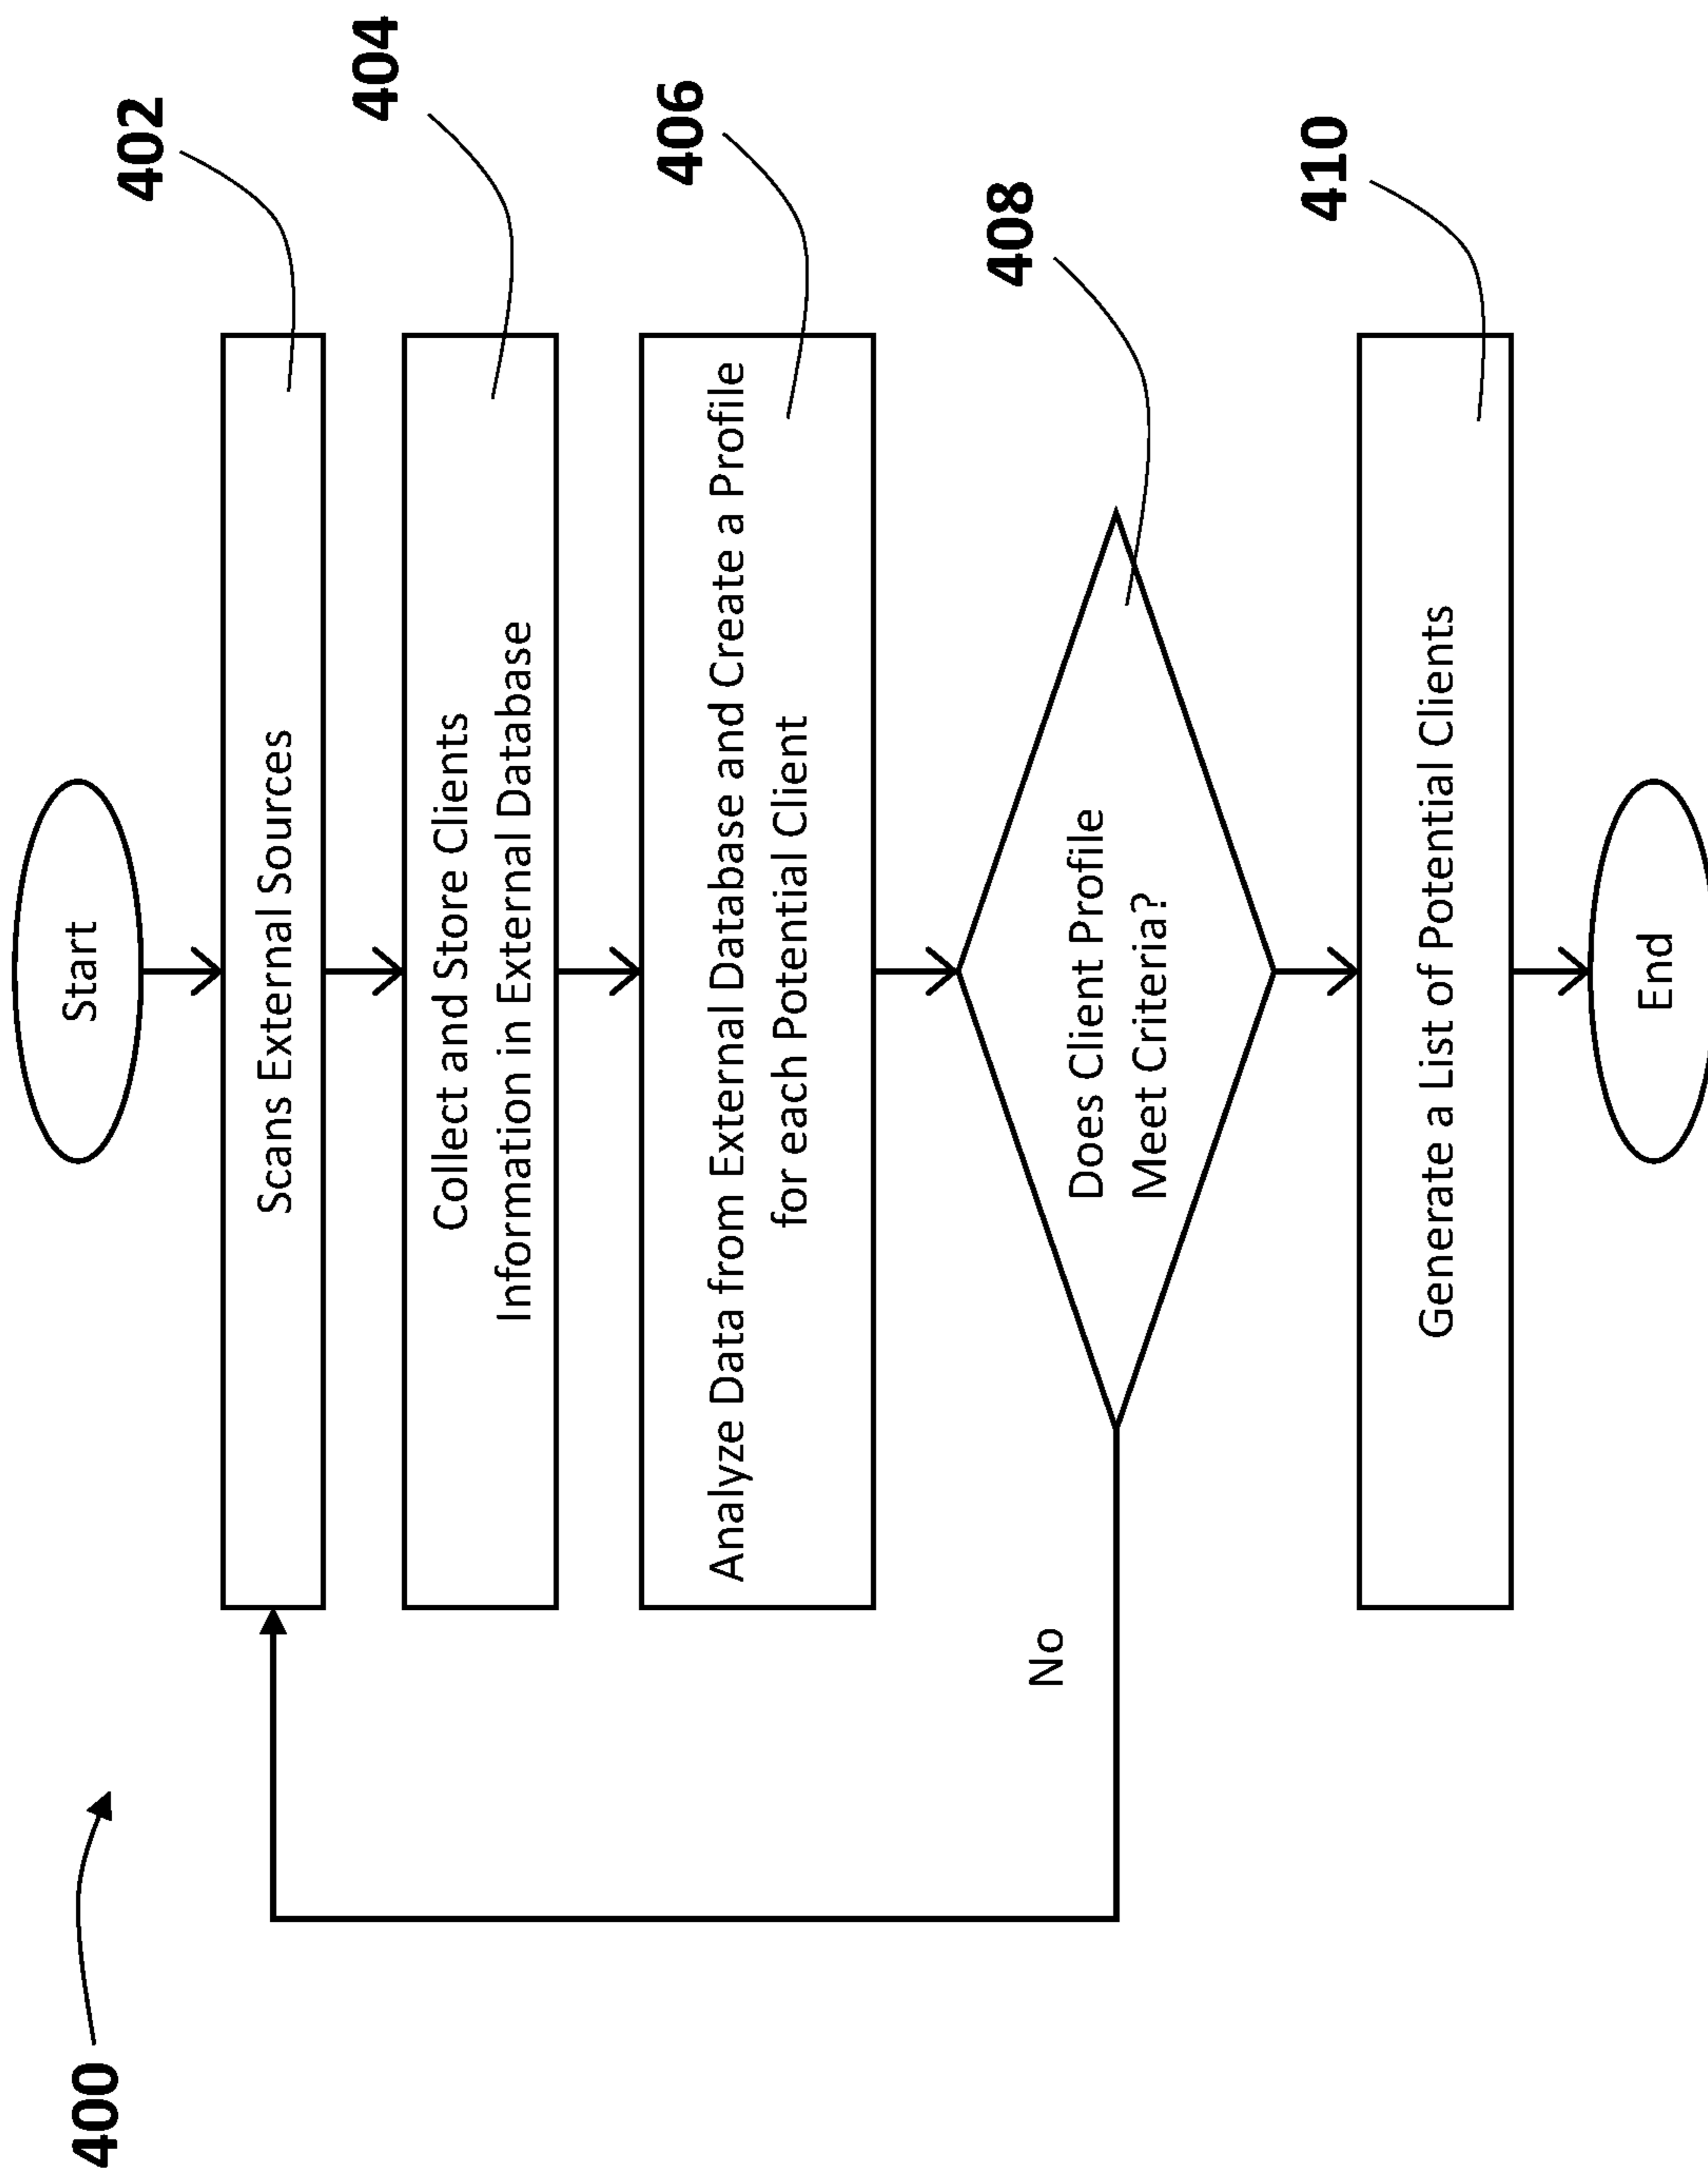 400
Start
402
Scans External Sources
404
Collect and Store Clients
Information in External Database
406
Analyze Data from External Database and Create a Profile
for each Potential Client
408
Does Client Profile
Meet Criteria?
No
410
Generate a List of Potential Clients
End